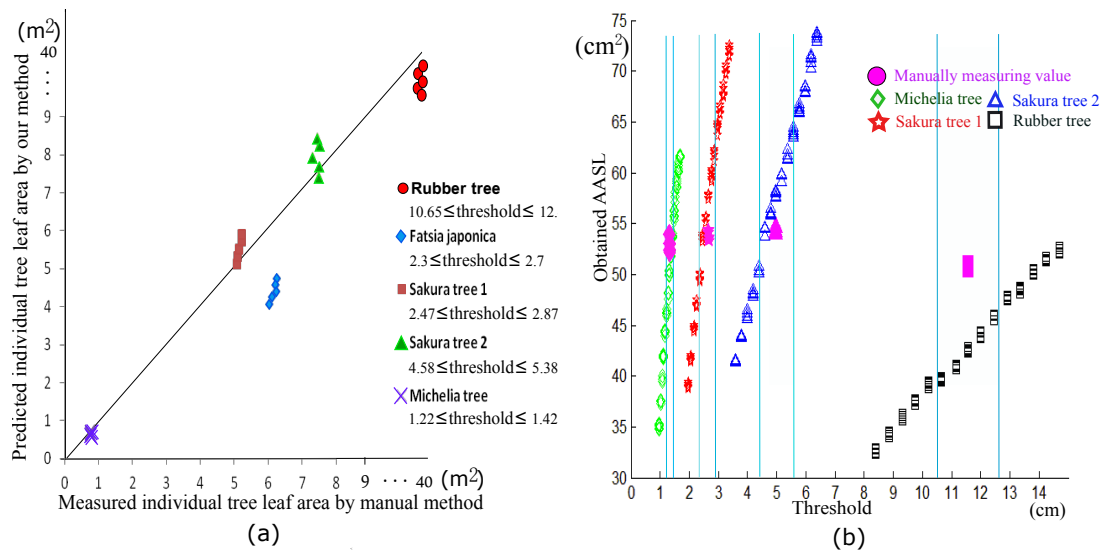 (a)
(m2)
40
⋮
9
8
7
6
5
4
3
2
1
0
Predicted individual tree leaf area by our method
Rubber tree
10.65≤threshold≤ 12.
Fatsia japonica
2.3≤threshold≤ 2.7
Sakura tree 1
2.47≤threshold≤ 2.87
Sakura tree 2
4.58≤threshold≤ 5.38
Michelia tree
1.22≤threshold≤ 1.42
0 1 2 3 4 5 6 7 8 9 ··· 40 (m2)
Measured individual tree leaf area by manual method
(a)
(b)
(cm2)
75
70
65
60
55
50
45
40
35
30
Obtained AASL
Manually measuring value
Michelia tree
Sakura tree 2
Sakura tree 1
Rubber tree
0 1 2 3 4 5 6 7 8 9 10 11 12 13 14
Threshold
(cm)
(b)